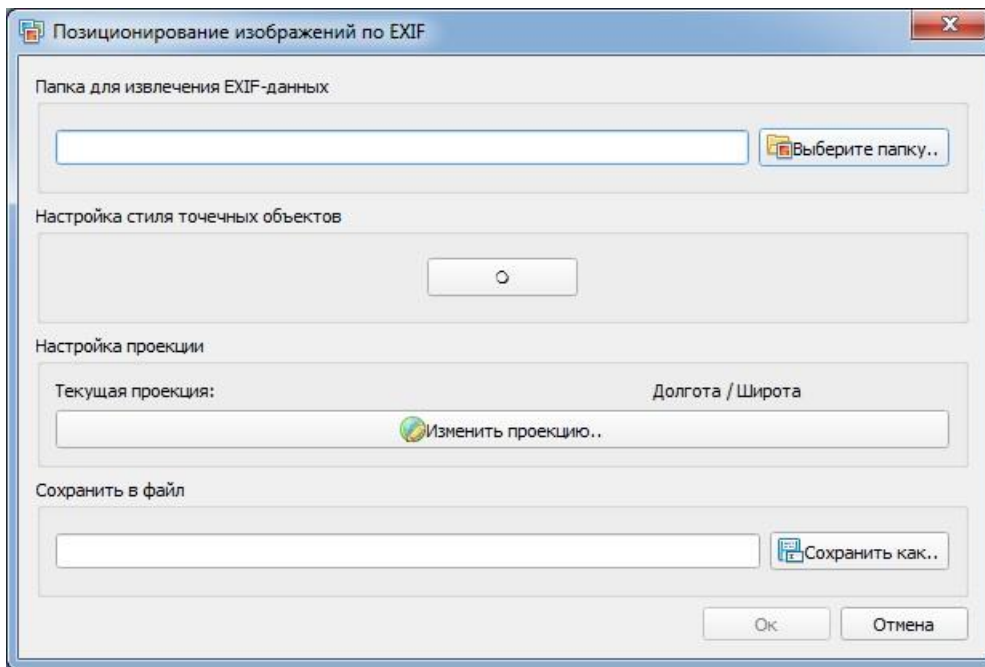 Позиционирование изображений по EXIF
Папка для извлечения EXIF-данных
Выберите папку..
Настройка стиля точечных объектов
Настройка проекции
Текущая проекция: Долгота / Широта
Изменить проекцию..
Сохранить в файл
Сохранить как..
Ок Отмена